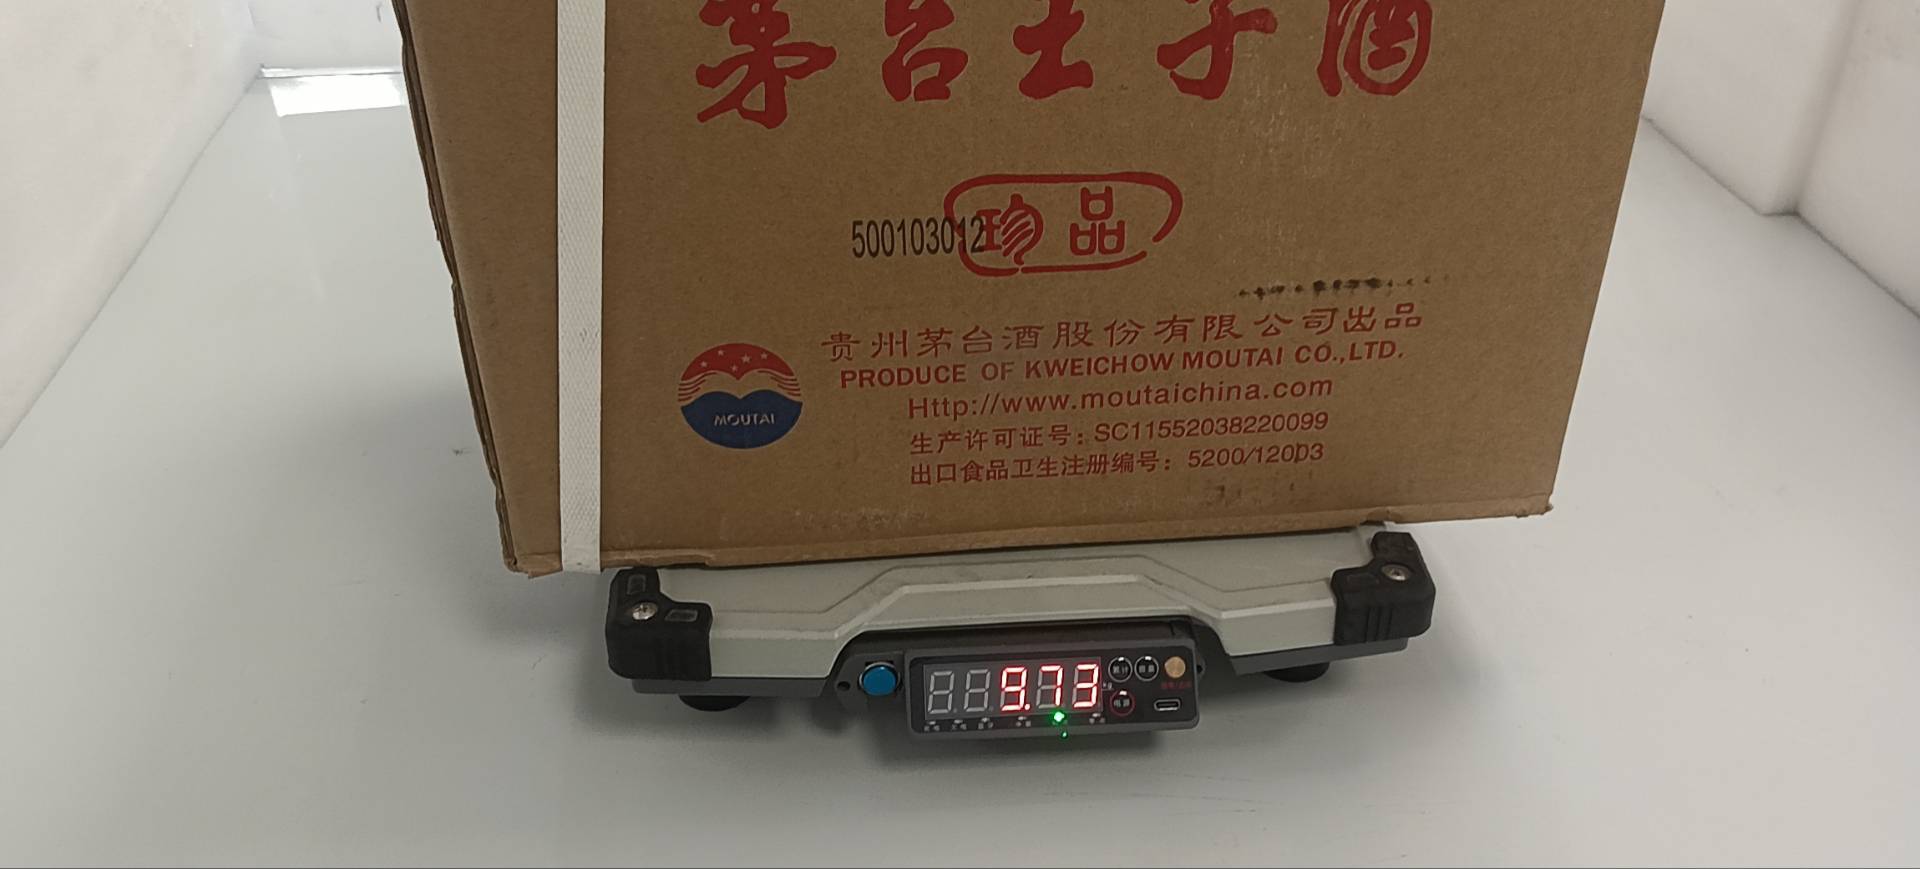 茅台王子酒
珍品
500103012
贵州茅台酒股份有限公司出品
PRODUCE OF KWEICHOW MOUTAI CO.,LTD.
Http://www.moutaichina.com
生产许可证号：SC11552038220099
出口食品卫生注册编号：5200/12003
MOUTAI
9.73
kg